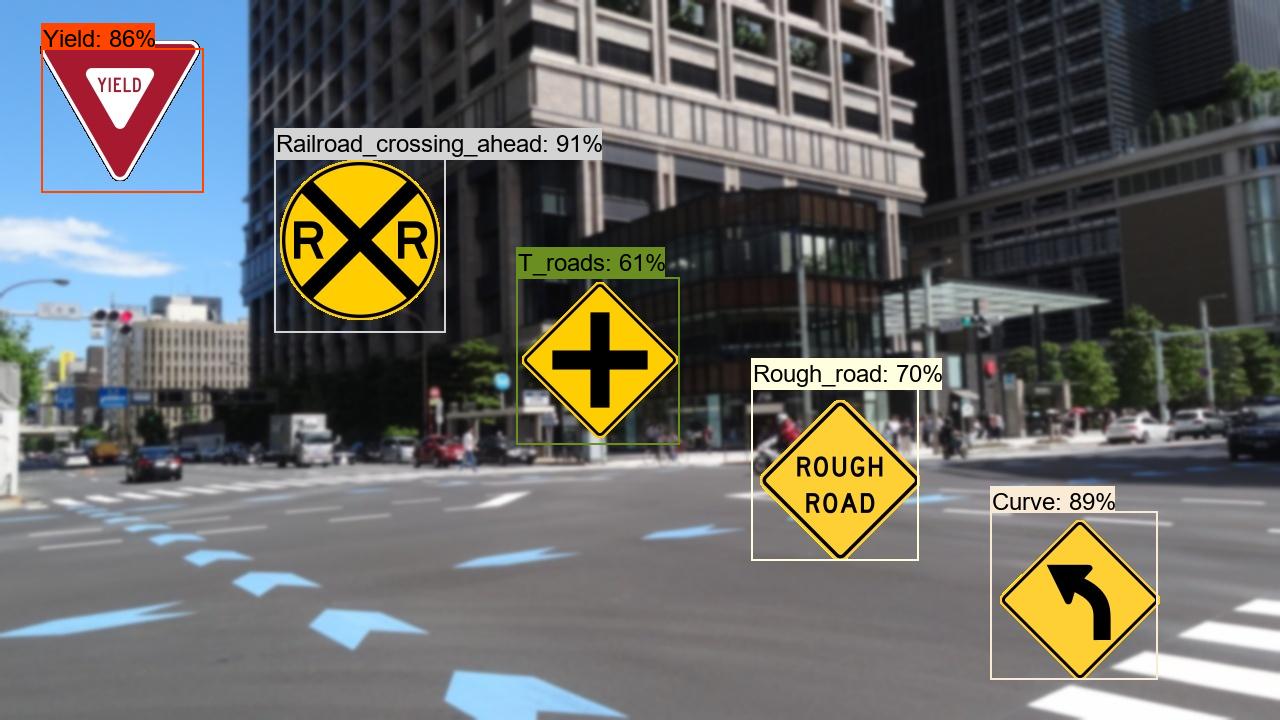 Yield: 86%
YIELD
Railroad_crossing_ahead: 91%
R R
T_roads: 61%
Rough_road: 70%
ROUGH
ROAD
Curve: 89%